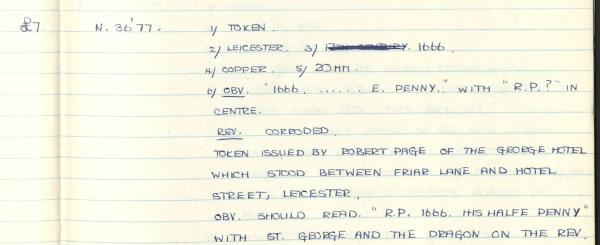 £7. N. 36'77. 1/ TOKEN.
2/ LEICESTER. 3/ 1666.
4/ COPPER. 5/ 20MM.
6/ OBV. "1666. ...... E. PENNY." WITH "R.P.?" IN
CENTRE.
REV. CORRODED.
TOKEN ISSUED BY ROBERT PAGE OF THE GEORGE HOTEL
WHICH STOOD BETWEEN FRIAR LANE AND HOTEL
STREET, LEICESTER.
OBV. SHOULD READ. "R.P. 1666. HIS HALFE PENNY"
WITH ST. GEORGE AND THE DRAGON ON THE REV.